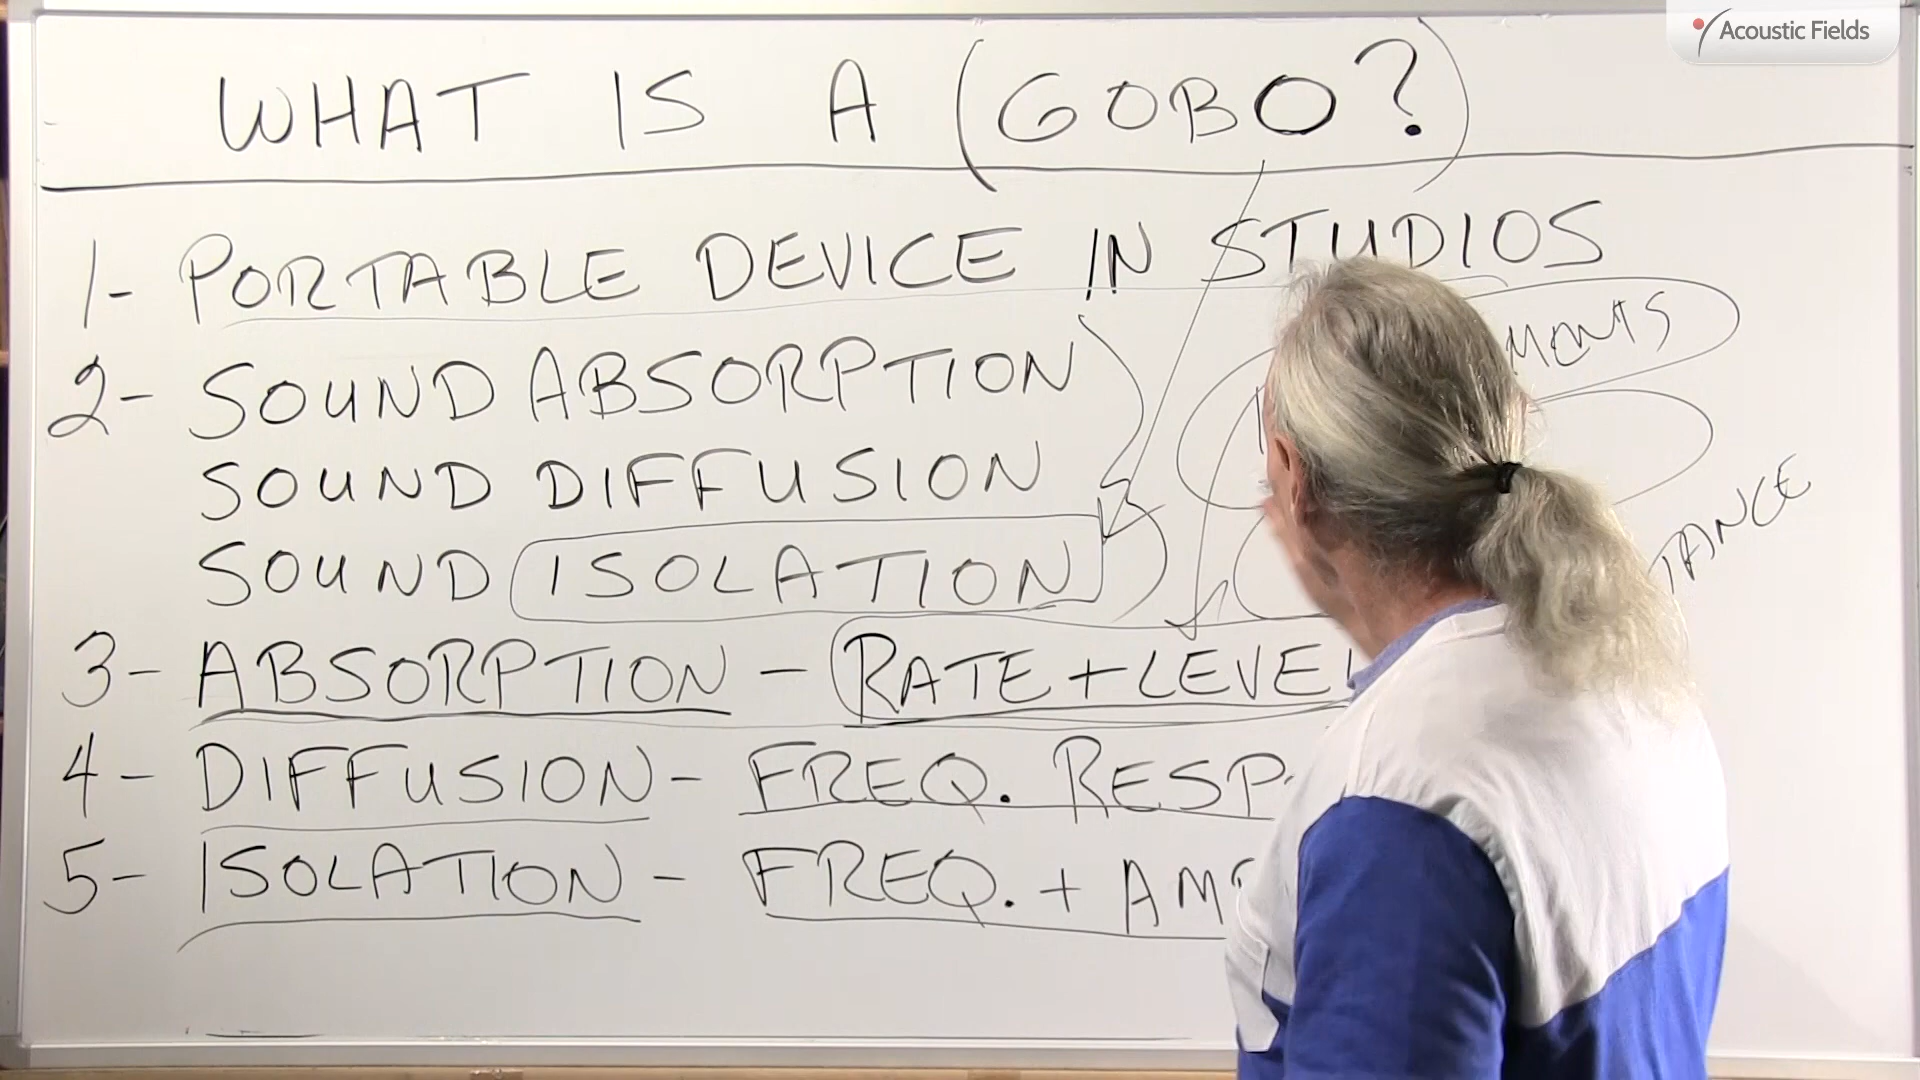 Acoustic Fields
WHAT IS A (GOBO?)
1- PORTABLE DEVICE IN STUDIOS
2- SOUND ABSORPTION
SOUND DIFFUSION
SOUND ISOLATION
3- ABSORPTION - RATE + LEVEL
4- DIFFUSION - FREQ. RESP.
5- ISOLATION - FREQ. +